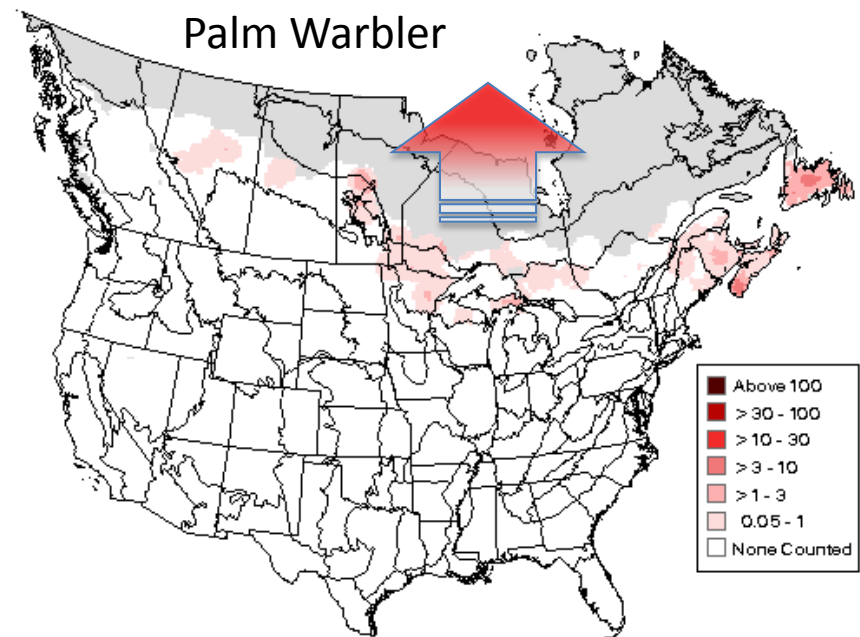 Palm Warbler
Above 100
> 30 - 100
> 10 - 30
> 3 - 10
> 1 - 3
0.05 - 1
None Counted